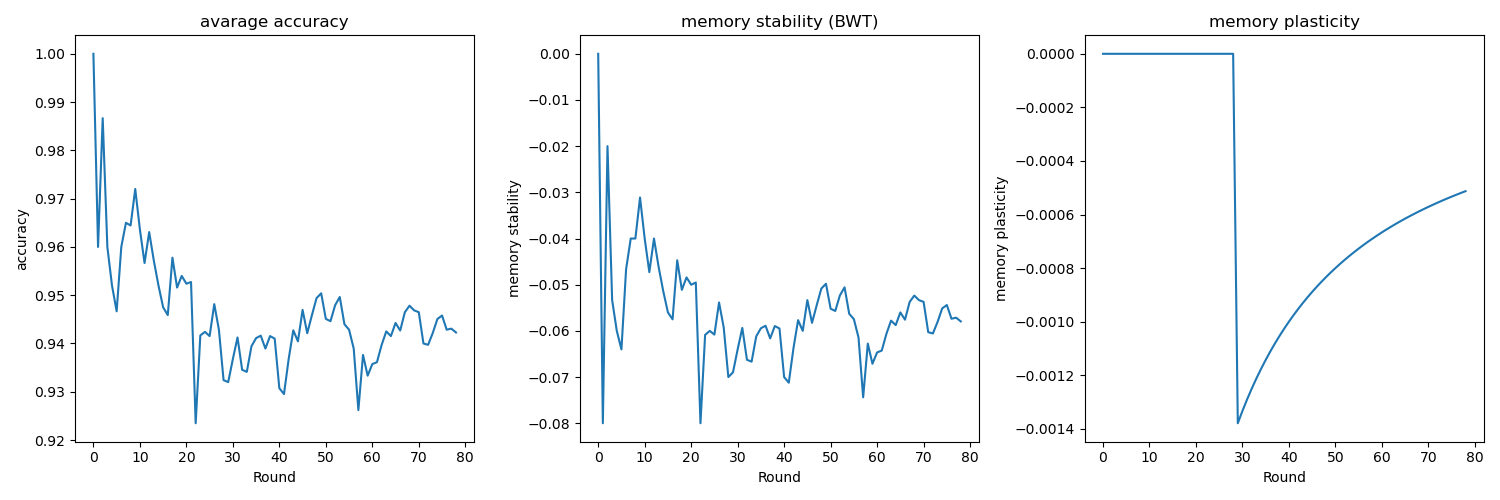 avarage accuracy
accuracy
1.00
0.99
0.98
0.97
0.96
0.95
0.94
0.93
0.92
0 10 20 30 40 50 60 70 80
Round
memory stability (BWT)
memory stability
0.00
−0.01
−0.02
−0.03
−0.04
−0.05
−0.06
−0.07
−0.08
0 10 20 30 40 50 60 70 80
Round
memory plasticity
memory plasticity
0.0000
−0.0002
−0.0004
−0.0006
−0.0008
−0.0010
−0.0012
−0.0014
0 10 20 30 40 50 60 70 80
Round